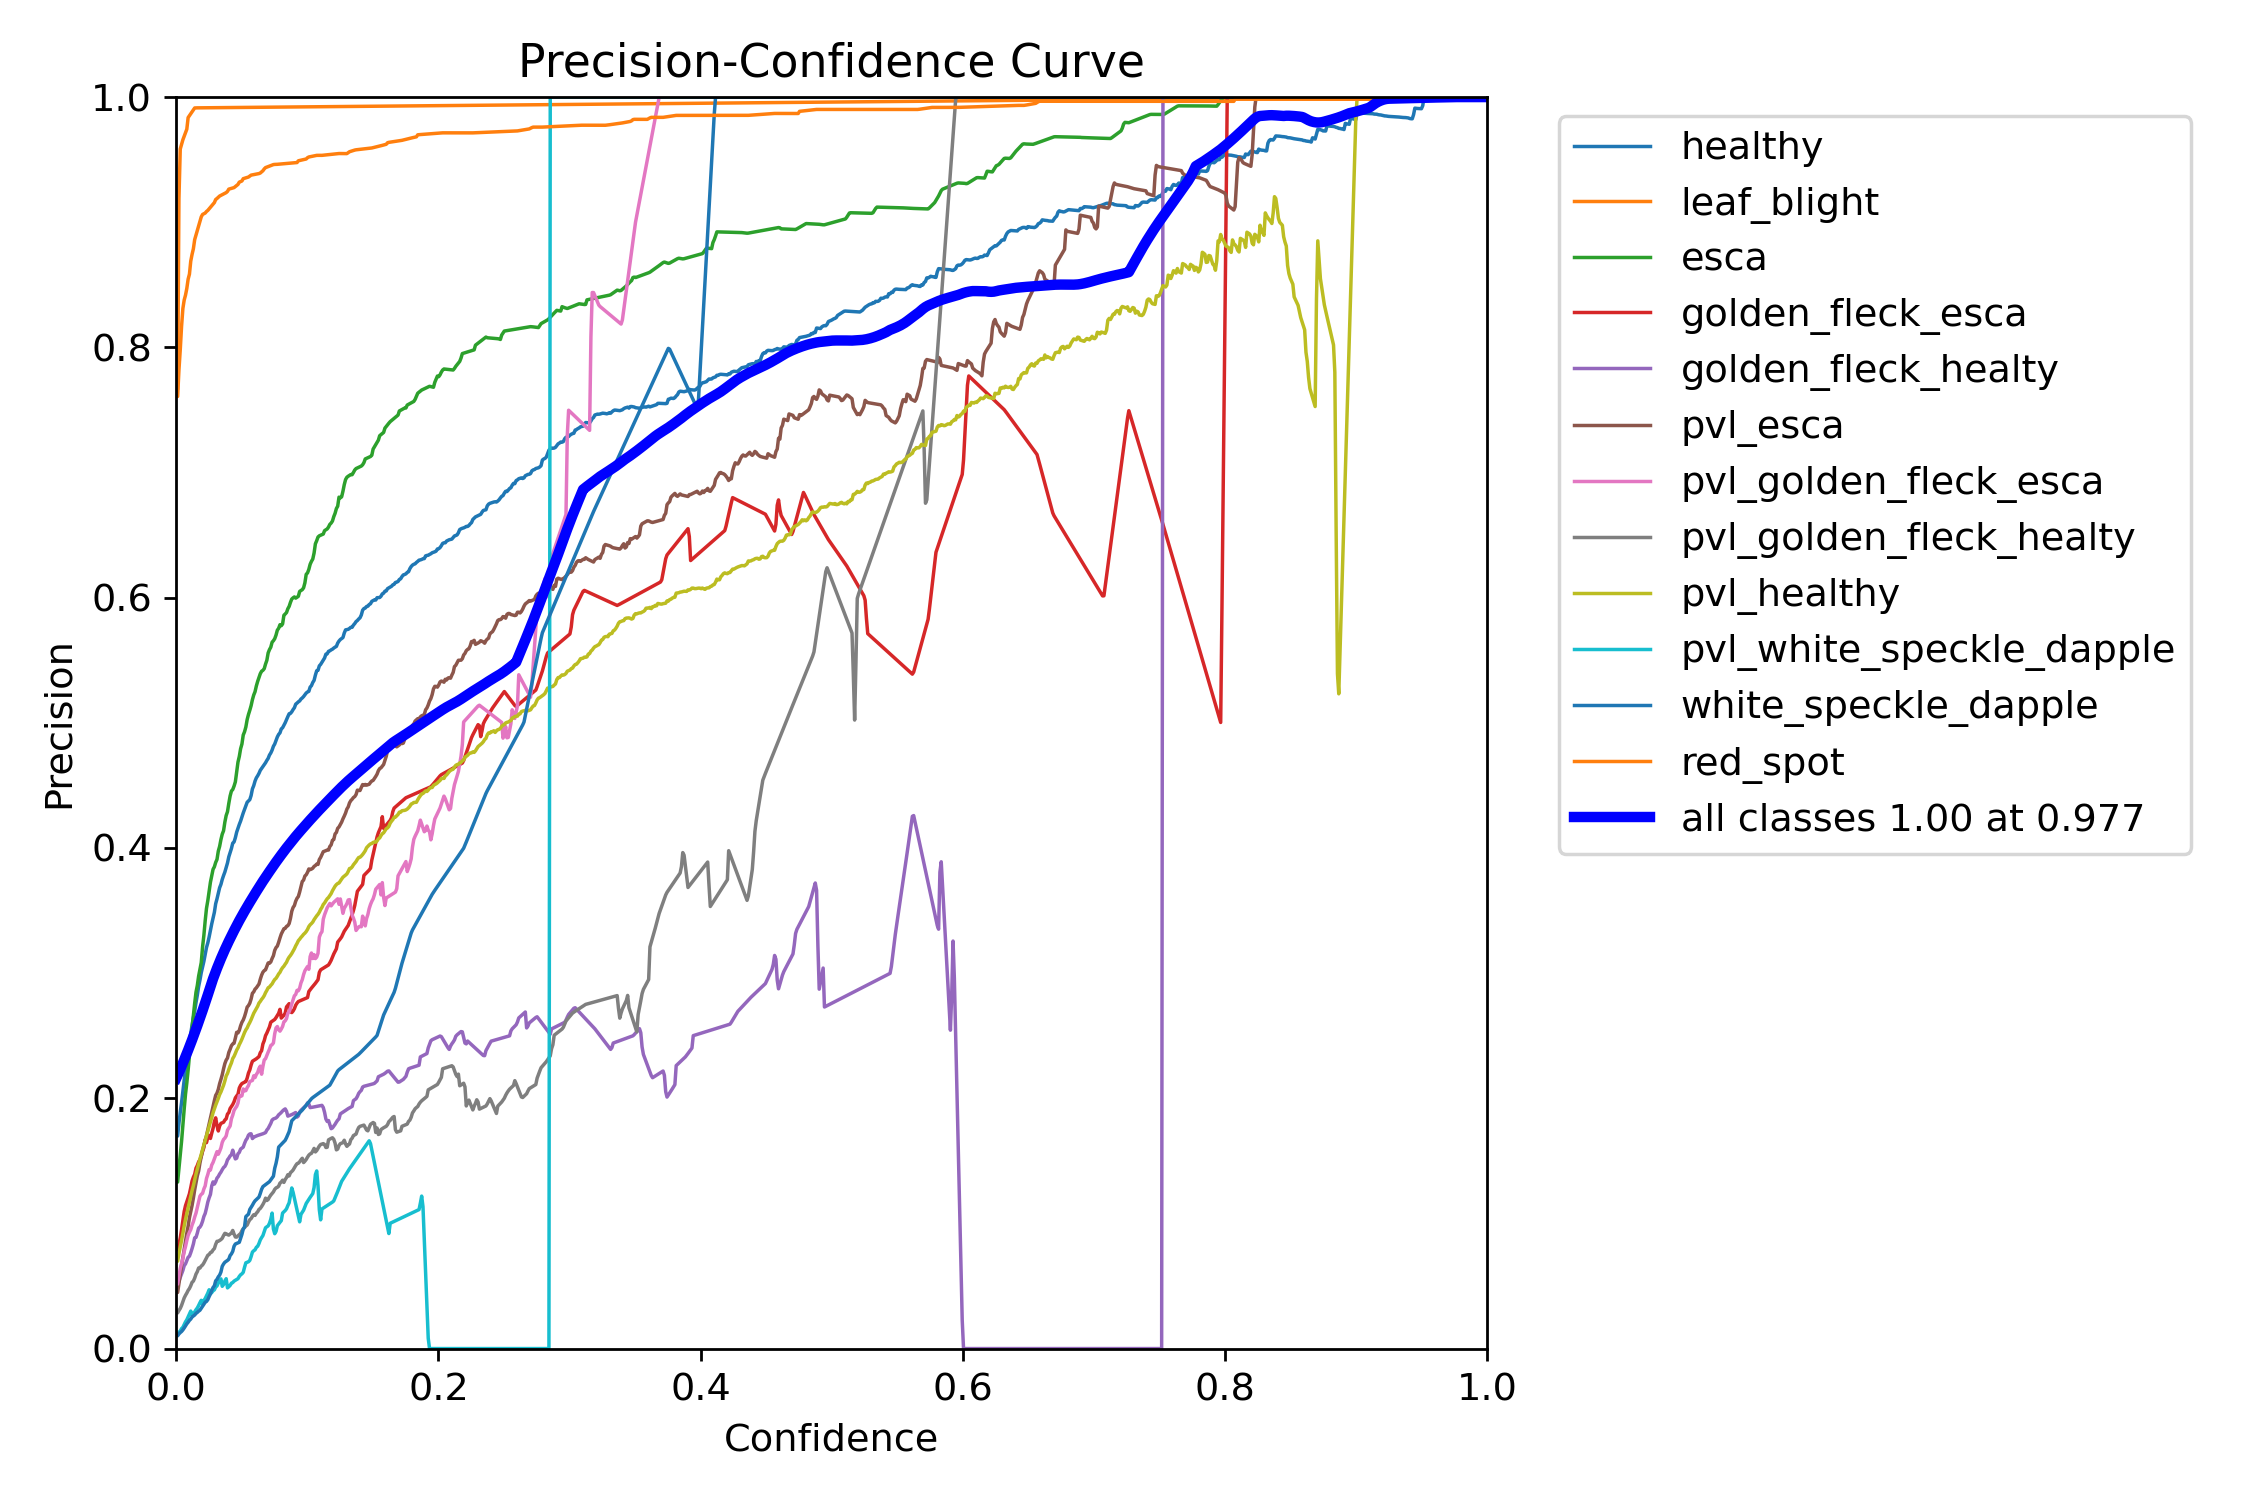 Precision-Confidence Curve
1.0
0.8
0.6
0.4
0.2
0.0
Precision
0.0 0.2 0.4 0.6 0.8 1.0
Confidence
healthy
leaf_blight
esca
golden_fleck_esca
golden_fleck_healty
pvl_esca
pvl_golden_fleck_esca
pvl_golden_fleck_healty
pvl_healthy
pvl_white_speckle_dapple
white_speckle_dapple
red_spot
all classes 1.00 at 0.977